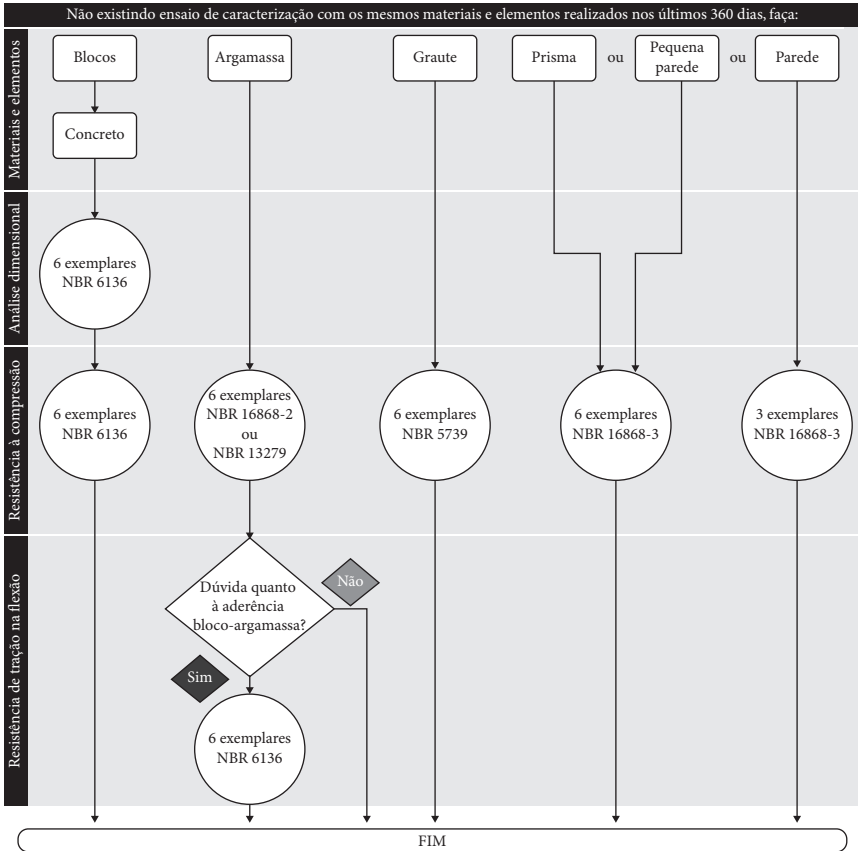 Não existindo ensaio de caracterização com os mesmos materiais e elementos realizados nos últimos 360 dias, faça:
Materiais e elementos
Blocos
Argamassa
Graute
Prisma
ou
Pequena
parede
ou
Parede
Concreto
Análise dimensional
6 exemplares
NBR 6136
Resistência à compressão
6 exemplares
NBR 6136
6 exemplares
NBR 16868-2
ou
NBR 13279
6 exemplares
NBR 5739
6 exemplares
NBR 16868-3
3 exemplares
NBR 16868-3
Resistência de tração na flexão
Dúvida quanto
à aderência
bloco-argamassa?
Não
Sim
6 exemplares
NBR 6136
FIM